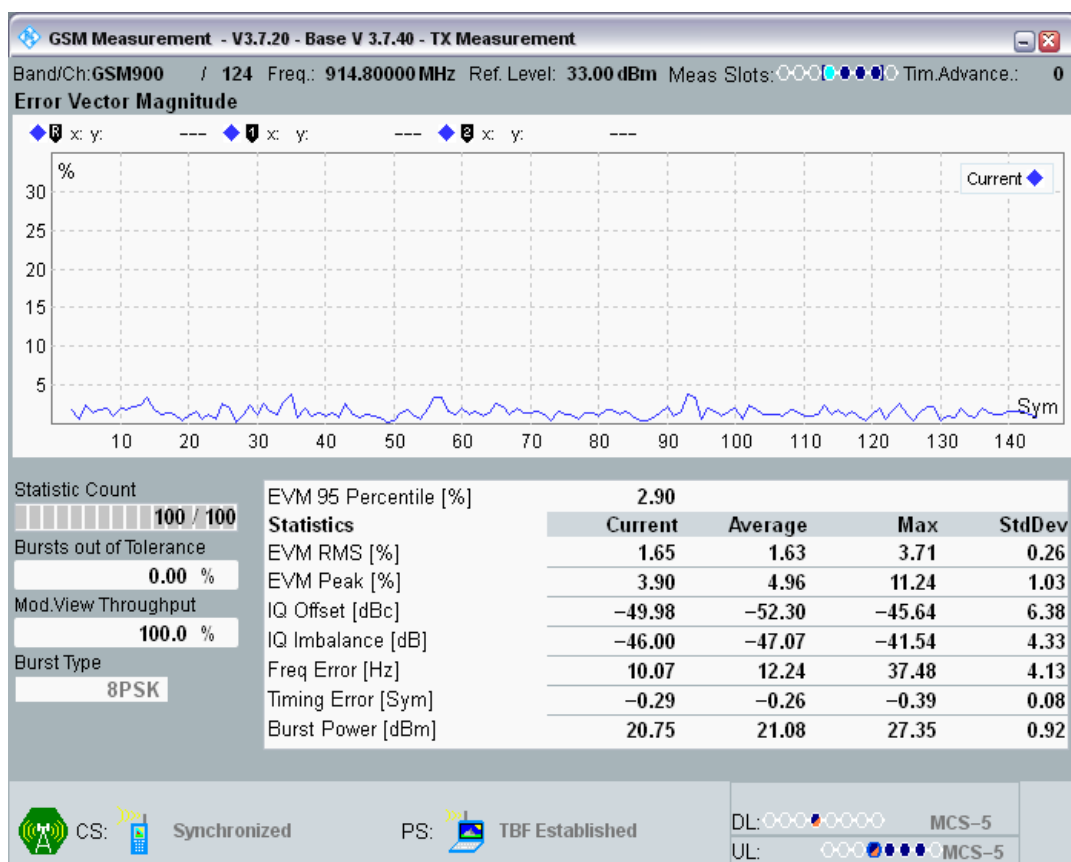 GSM Measurement - V3.7.20 - Base V 3.7.40 - TX Measurement
Band/Ch:GSM900 / 124 Freq.: 914.80000 MHz Ref. Level: 33.00 dBm Meas Slots: Tim.Advance.: 0
Error Vector Magnitude
R x: y: --- 1 x: y: --- 2 x: y: ---
%
Current
30
25
20
15
10
5
Sym
10 20 30 40 50 60 70 80 90 100 110 120 130 140
Statistic Count
100 / 100
Bursts out of Tolerance
0.00 %
Mod.View Throughput
100.0 %
Burst Type
8PSK
EVM 95 Percentile [%] 2.90
Statistics Current Average Max StdDev
EVM RMS [%] 1.65 1.63 3.71 0.26
EVM Peak [%] 3.90 4.96 11.24 1.03
IQ Offset [dBc] −49.98 −52.30 −45.64 6.38
IQ Imbalance [dB] −46.00 −47.07 −41.54 4.33
Freq Error [Hz] 10.07 12.24 37.48 4.13
Timing Error [Sym] −0.29 −0.26 −0.39 0.08
Burst Power [dBm] 20.75 21.08 27.35 0.92
CS: Synchronized PS: TBF Established
DL: MCS−5
UL: MCS−5